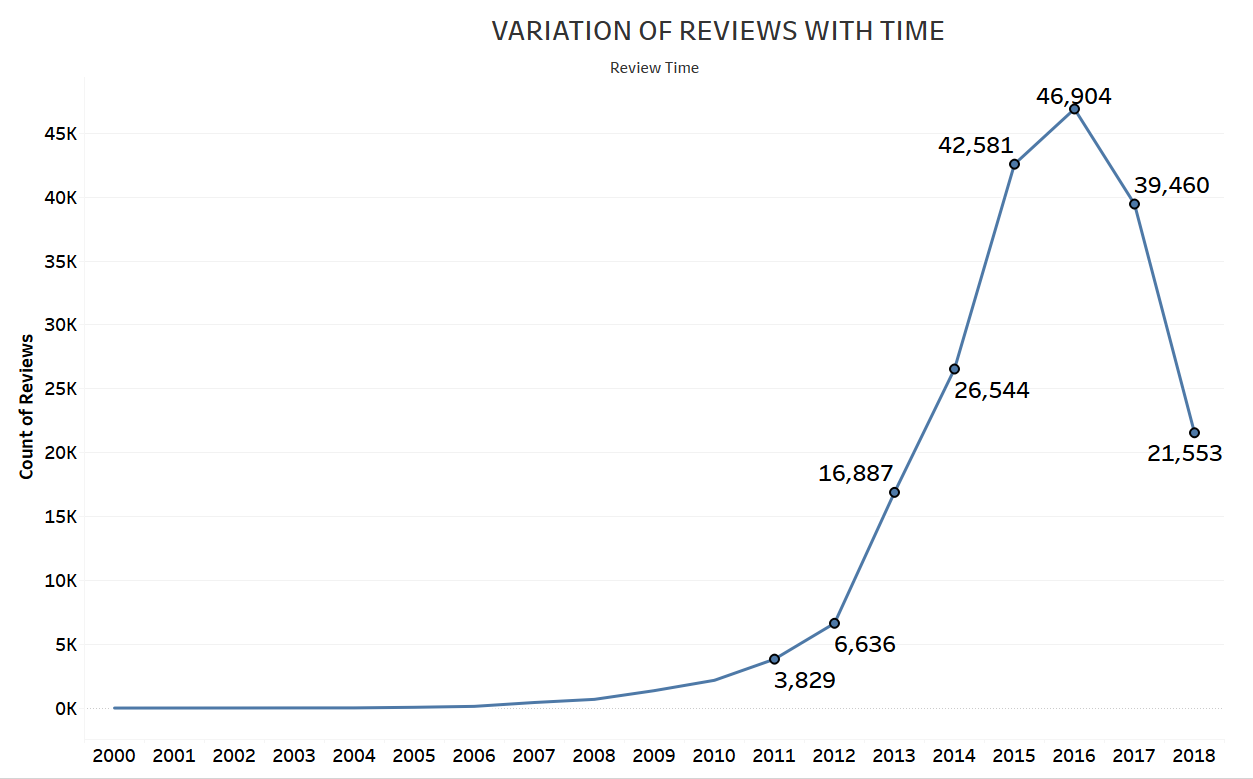 VARIATION OF REVIEWS WITH TIME
Review Time
46,904
45K
42,581
39,460
40K
35K
30K
Count of Reviews
25K
26,544
21,553
20K
16,887
15K
10K
5K
6,636
3,829
0K
2000 2001 2002 2003 2004 2005 2006 2007 2008 2009 2010 2011 2012 2013 2014 2015 2016 2017 2018